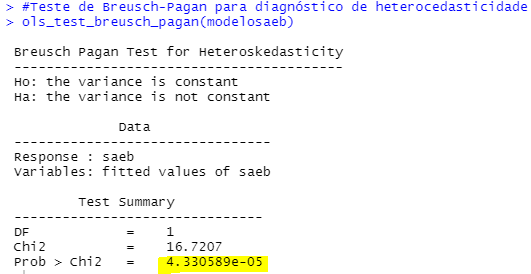 > #Teste de Breusch-Pagan para diagnóstico de heterocedasticidade
> ols_test_breusch_pagan(modelosaeb)
Breusch Pagan Test for Heteroskedasticity
-----------------------------------------
Ho: the variance is constant
Ha: the variance is not constant
Data
--------------------------------
Response : saeb
Variables: fitted values of saeb
Test Summary
-------------------------------
DF = 1
Chi2 = 16.7207
Prob > Chi2 = 4.330589e-05